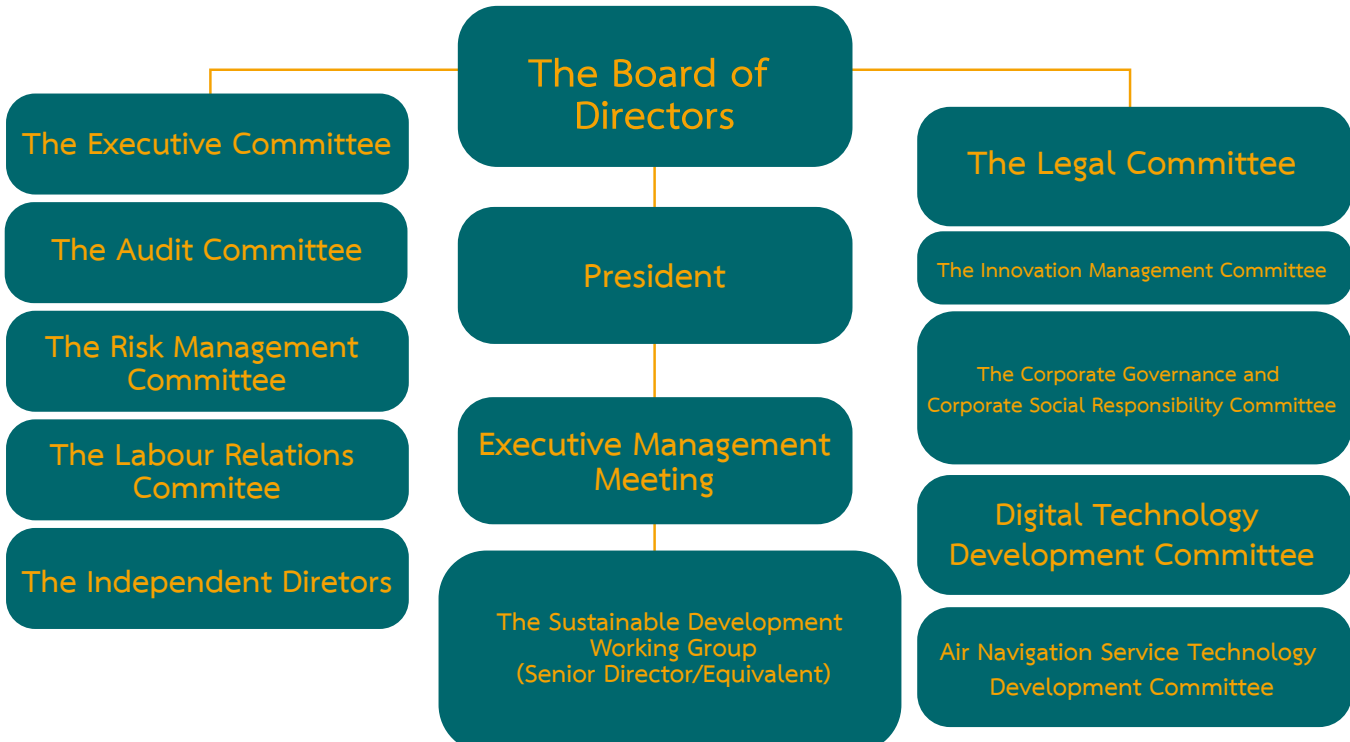 The Board of
Directors
The Executive Committee
The Audit Committee
The Risk Management
Committee
The Labour Relations
Commitee
The Independent Diretors
President
Executive Management
Meeting
The Sustainable Development
Working Group
(Senior Director/Equivalent)
The Legal Committee
The Innovation Management Committee
The Corporate Governance and
Corporate Social Responsibility Committee
Digital Technology
Development Committee
Air Navigation Service Technology
Development Committee